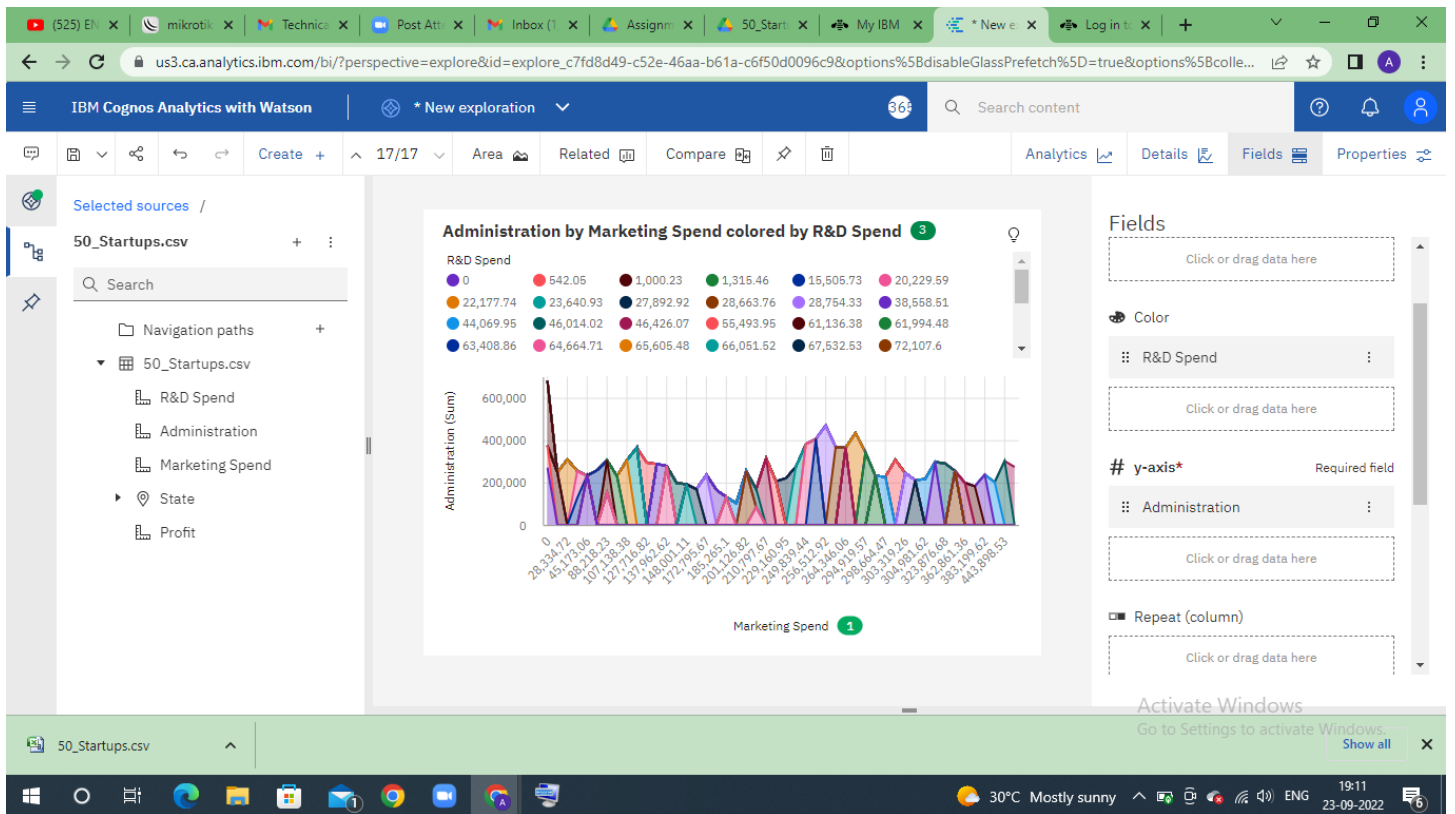 (525) EN
mikrotik
Technica
Post Atte
Inbox (1
Assignm
50_Start
My IBM
* New e
Log in to
us3.ca.analytics.ibm.com/bi/?perspective=explore&id=explore_c7fd8d49-c52e-46aa-b61a-c6f50d0096c9&options%5BdisableGlassPrefetch%5D=true&options%5Bcolle...
A
IBM Cognos Analytics with Watson
* New exploration
365
Search content
Create +
17/17
Area
Related
Compare
Analytics
Details
Fields
Properties
Selected sources /
50_Startups.csv
Search
Navigation paths
50_Startups.csv
R&D Spend
Administration
Marketing Spend
State
Profit
Administration by Marketing Spend colored by R&D Spend 3
R&D Spend
0 542.05 1,000.23 1,315.46 15,505.73 20,229.59
22,177.74 23,640.93 27,892.92 28,663.76 28,754.33 38,558.51
44,069.95 46,014.02 46,426.07 55,493.95 61,136.38 61,994.48
63,408.86 64,664.71 65,605.48 66,051.52 67,532.53 72,107.6
Administration (Sum)
600,000
400,000
200,000
0
0
28,334.72
45,173.06
88,218.23
107,138.38
127,716.82
137,962.62
148,001.11
172,795.67
185,265.1
201,126.82
210,797.67
229,160.95
249,839.44
256,512.92
264,346.06
294,919.57
298,664.47
303,319.26
304,981.62
323,876.68
362,861.36
383,199.62
443,898.53
Marketing Spend 1
Fields
Click or drag data here
Color
R&D Spend
Click or drag data here
# y-axis* Required field
Administration
Click or drag data here
Repeat (column)
Click or drag data here
Activate Windows
Go to Settings to activate Windows.
50_Startups.csv
Show all
1
A
30°C Mostly sunny
ENG
19:11
23-09-2022
6